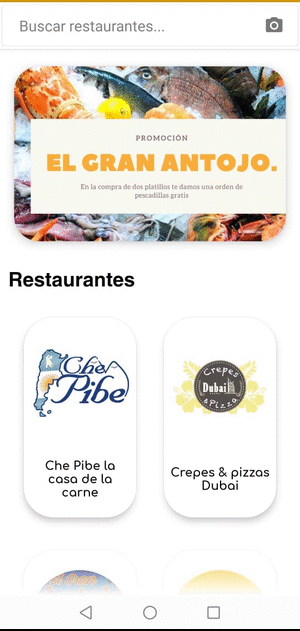 Buscar restaurantes...
PROMOCIÓN
EL GRAN ANTOJO.
En la compra de dos platillos te damos una orden de
pescadillas gratis
Restaurantes
Che
Pibe
Crepes
Dubai
&Pizza
Che Pibe la
casa de la
carne
Crepes & pizzas
Dubai